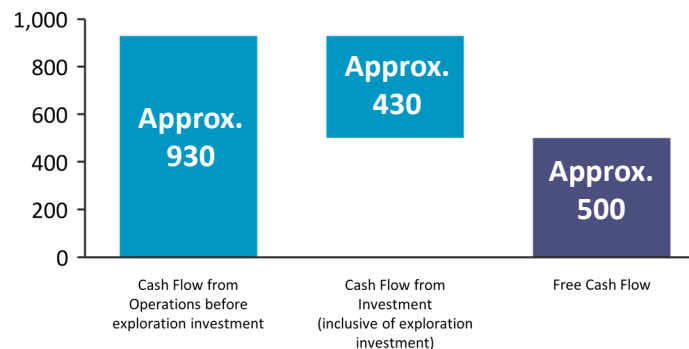 1,000
800
600
400
200
0
Approx.
930
Approx.
430
Approx.
500
Cash Flow from
Operations before
exploration investment
Cash Flow from
Investment
(inclusive of exploration
investment)
Free Cash Flow